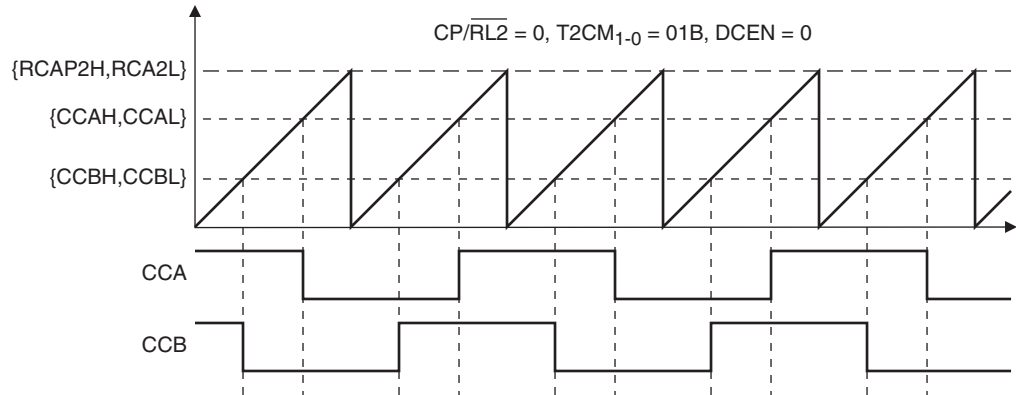 CP/RL2 = 0, T2CM1-0 = 01B, DCEN = 0
{RCAP2H,RCA2L}
{CCAH,CCAL}
{CCBH,CCBL}
CCA
CCB